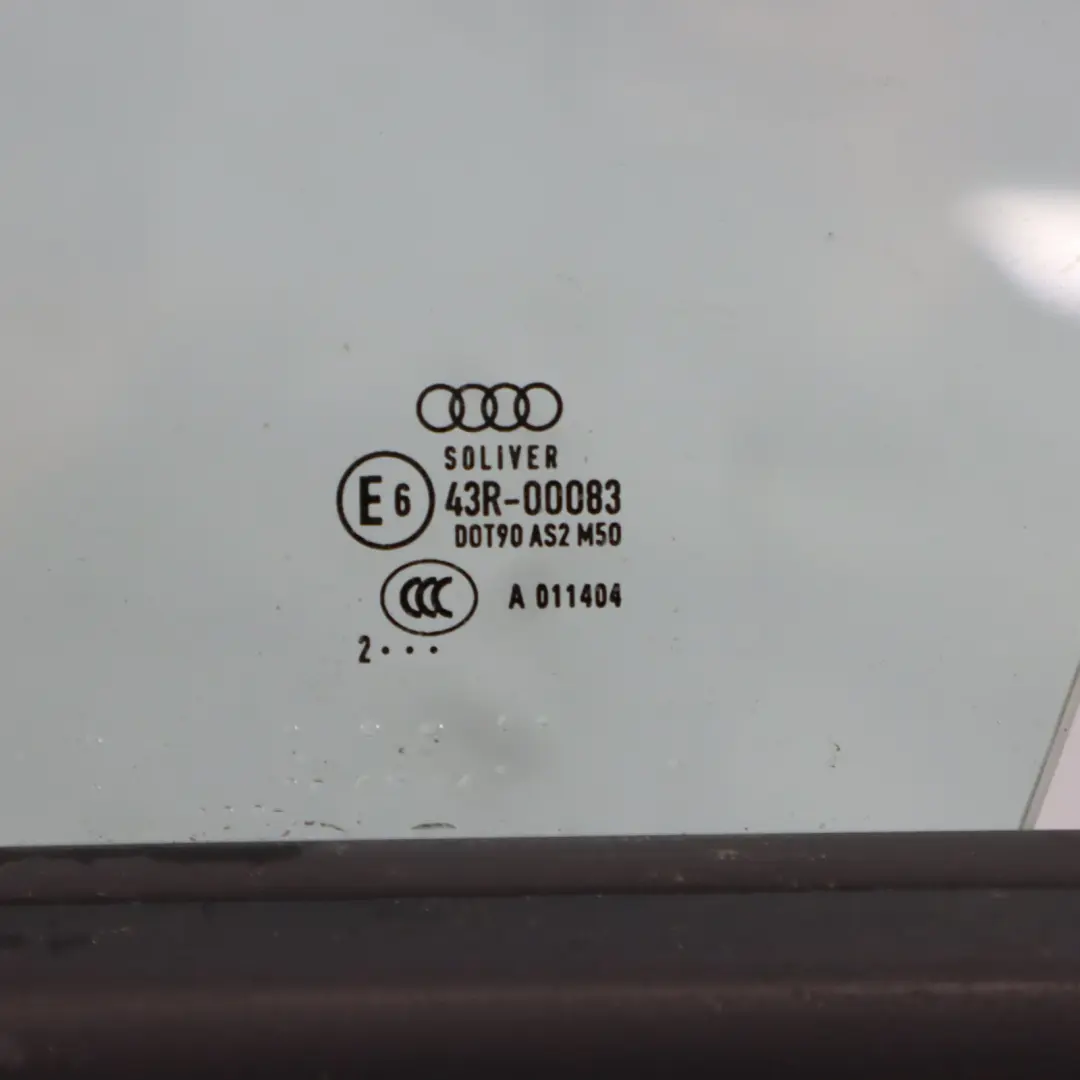 SOLIVER
E6 43R-00083
DOT90 AS2 M50
CCC A 011404
2...